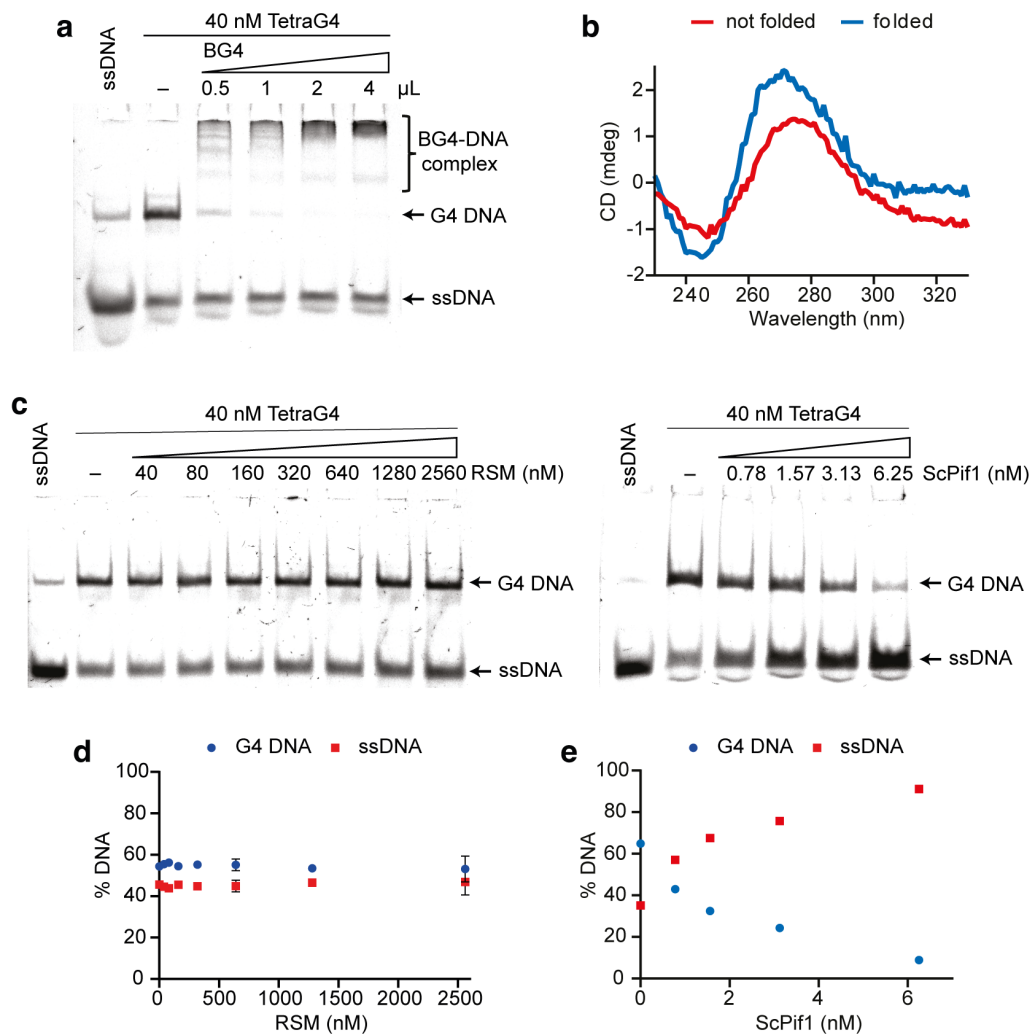 a
40 nM TetraG4
ssDNA
BG4
– 0.5 1 2 4 µL
BG4-DNA
complex
G4 DNA
ssDNA
b
not folded folded
CD (mdeg)
2
1
0
-1
-2
240 260 280 300 320
Wavelength (nm)
c
40 nM TetraG4
ssDNA
– 40 80 160 320 640 1280 2560 RSM (nM)
G4 DNA
ssDNA
40 nM TetraG4
ssDNA
– 0.78 1.57 3.13 6.25 ScPif1 (nM)
G4 DNA
ssDNA
d
G4 DNA ssDNA
% DNA
100
80
60
40
20
0
0 500 1000 1500 2000 2500
RSM (nM)
e
G4 DNA ssDNA
% DNA
100
80
60
40
20
0
0 2 4 6
ScPif1 (nM)